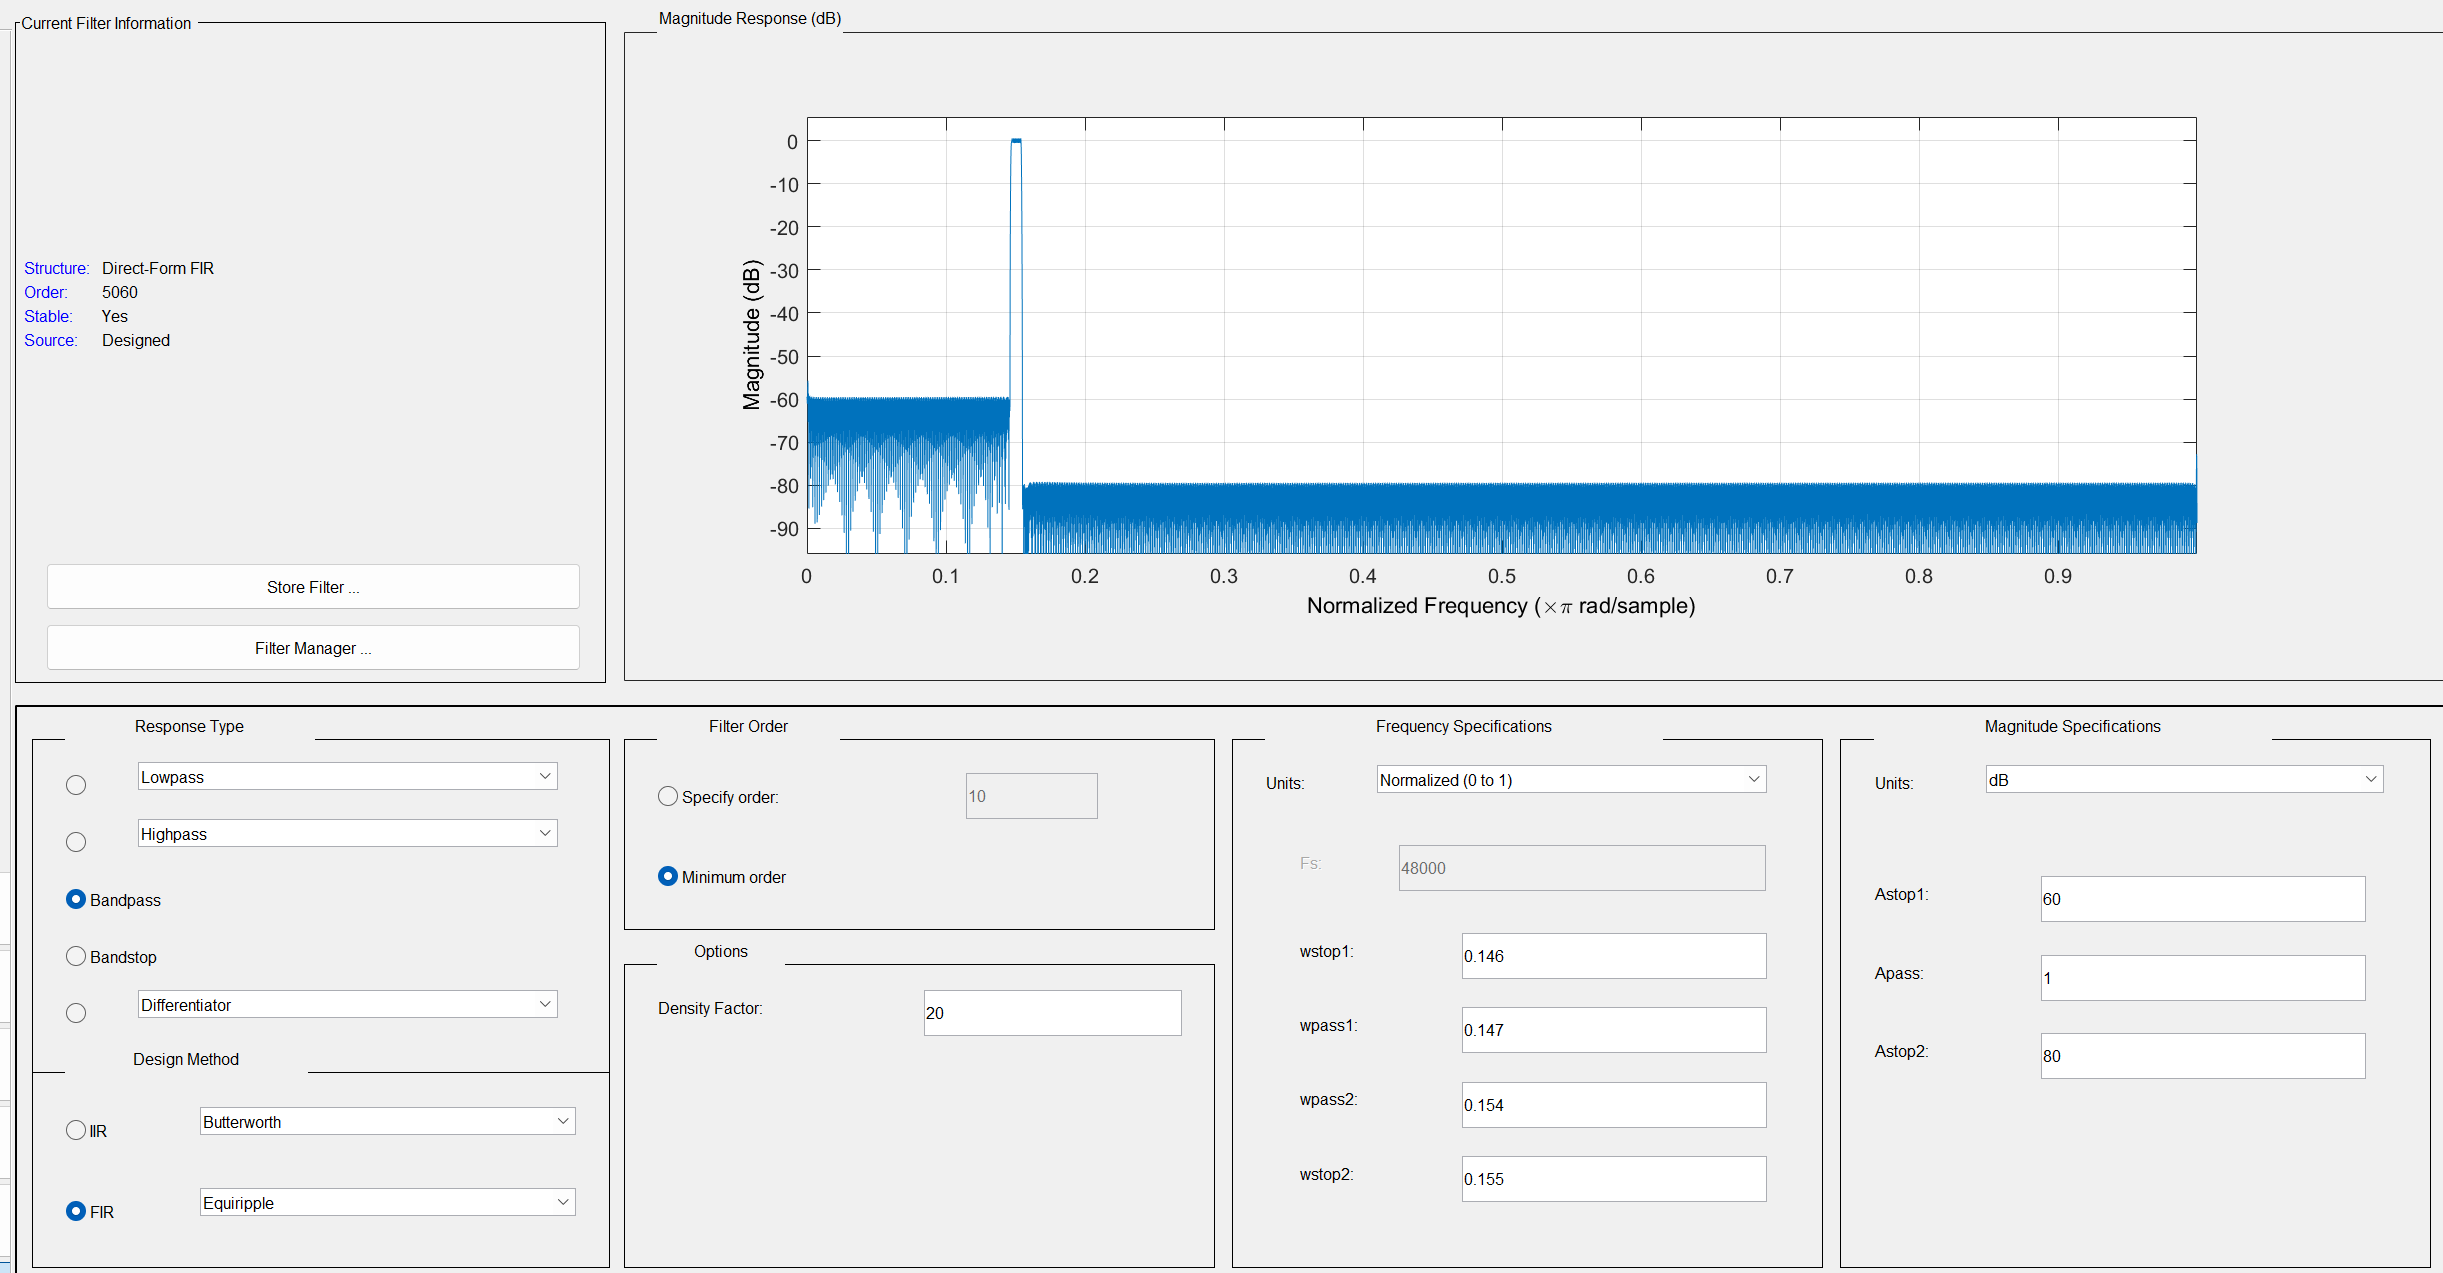 Current Filter Information
Structure: Direct-Form FIR
Order: 5060
Stable: Yes
Source: Designed
Store Filter ...
Filter Manager ...
Magnitude Response (dB)
Magnitude (dB)
0
-10
-20
-30
-40
-50
-60
-70
-80
-90
0 0.1 0.2 0.3 0.4 0.5 0.6 0.7 0.8 0.9
Normalized Frequency (×π rad/sample)
Response Type
Lowpass
Highpass
Bandpass
Bandstop
Differentiator
Design Method
IIR Butterworth
FIR Equiripple
Filter Order
Specify order: 10
Minimum order
Options
Density Factor: 20
Frequency Specifications
Units: Normalized (0 to 1)
Fs: 48000
wstop1: 0.146
wpass1: 0.147
wpass2: 0.154
wstop2: 0.155
Magnitude Specifications
Units: dB
Astop1: 60
Apass: 1
Astop2: 80